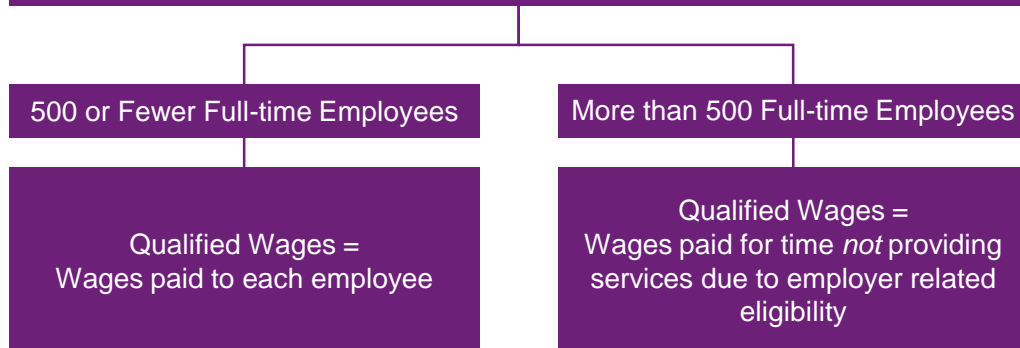 500 or Fewer Full-time Employees
More than 500 Full-time Employees
Qualified Wages =
Wages paid to each employee
Qualified Wages =
Wages paid for time not providing
services due to employer related
eligibility